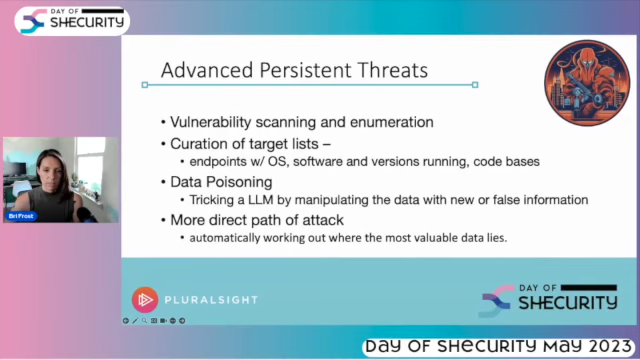 DAY OF
SHECURITY
Advanced Persistent Threats
• Vulnerability scanning and enumeration
• Curation of target lists –
• endpoints w/ OS, software and versions running, code bases
• Data Poisoning
• Tricking a LLM by manipulating the data with new or false information
• More direct path of attack
• automatically working out where the most valuable data lies.
Bri Frost
PLURALSIGHT
DAY OF
SHECURITY
DAY OF SHECURITY MAY 2023